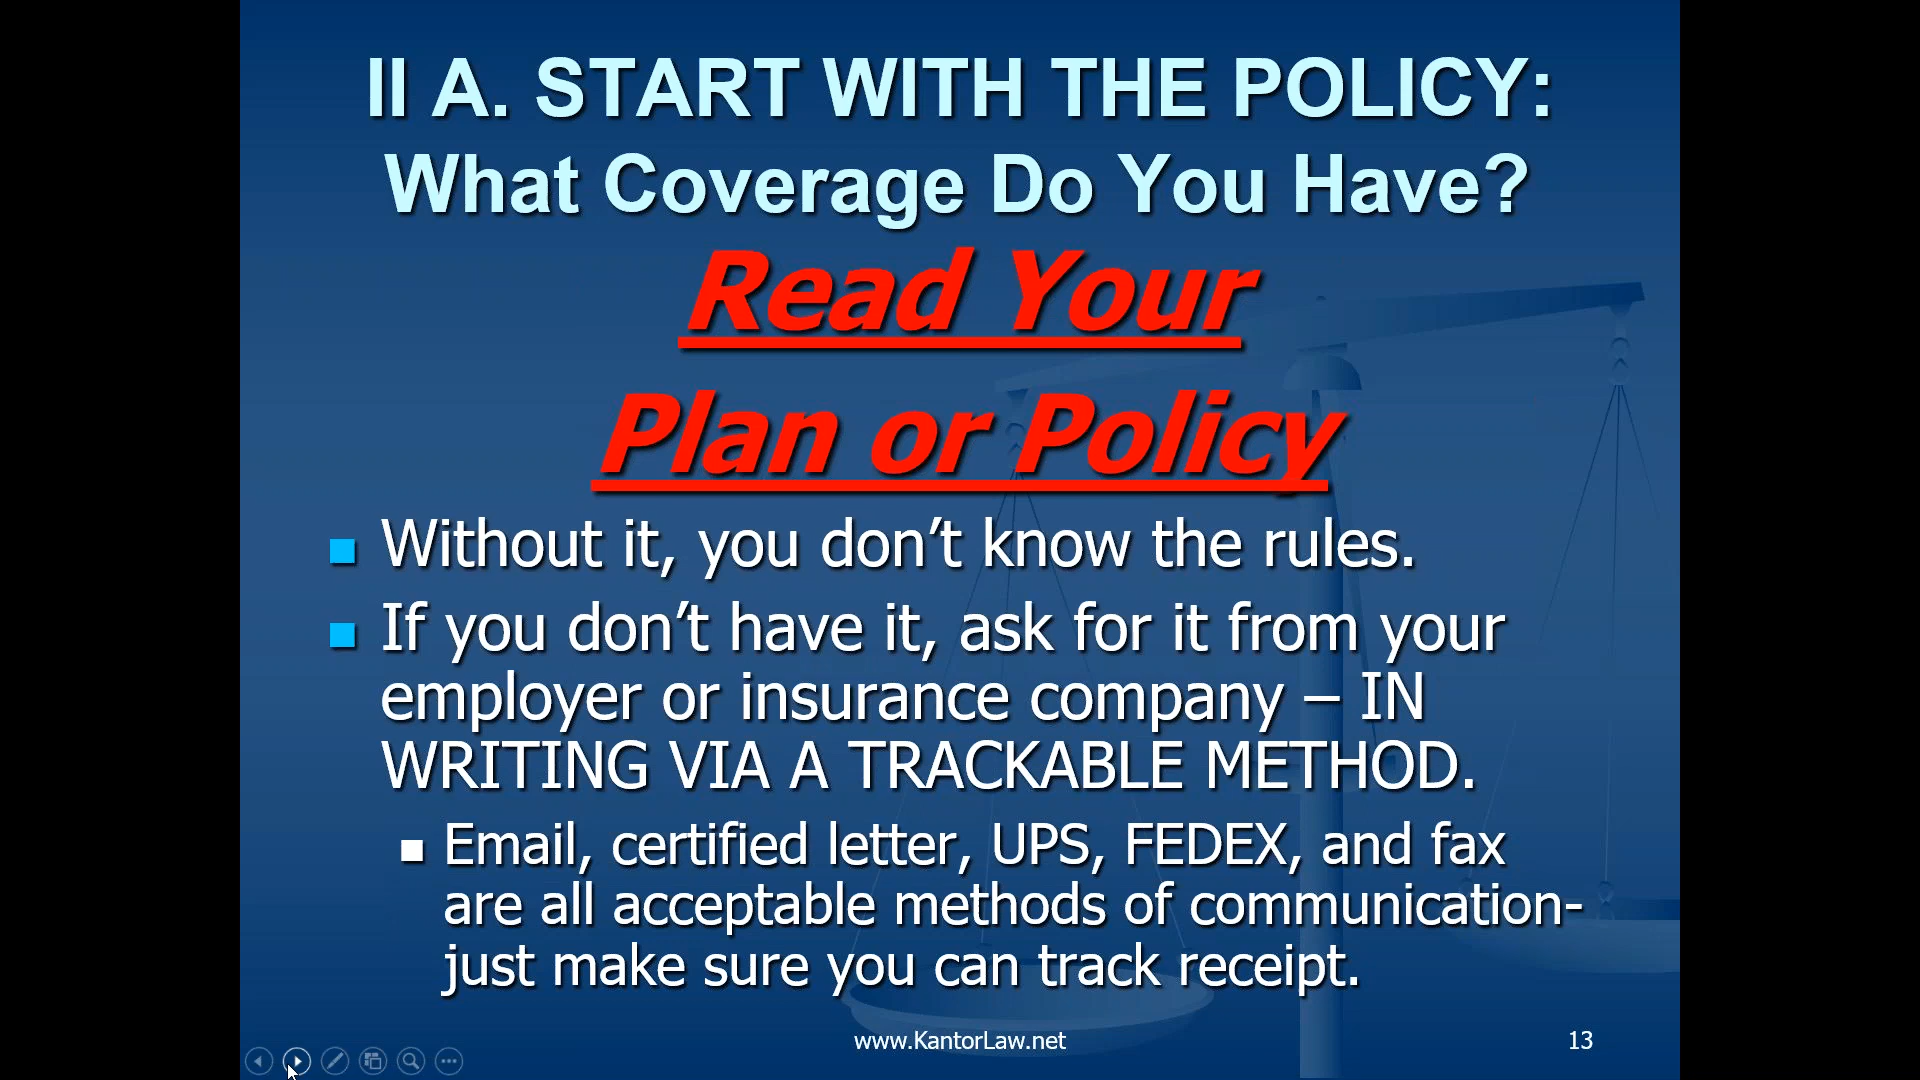 II A. START WITH THE POLICY:
What Coverage Do You Have?
Read Your
Plan or Policy
Without it, you don’t know the rules.
If you don’t have it, ask for it from your
employer or insurance company – IN
WRITING VIA A TRACKABLE METHOD.
Email, certified letter, UPS, FEDEX, and fax
are all acceptable methods of communication-
just make sure you can track receipt.
www.KantorLaw.net
13